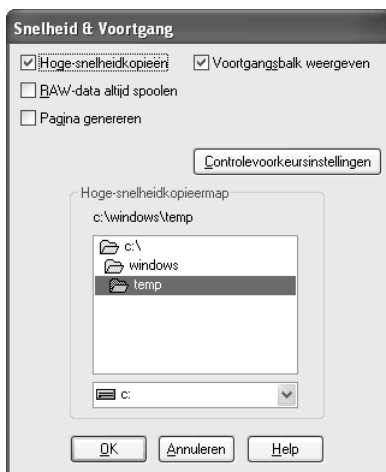 Snelheid & Voortgang
Hoge-snelheidkopieën
Voortgangsbalk weergeven
RAW-data altijd spoolen
Pagina genereren
Controlevoorkeursinstellingen
Hoge-snelheidkopieermap
c:\windows\temp
c:\
windows
temp
c:
OK
Annuleren
Help